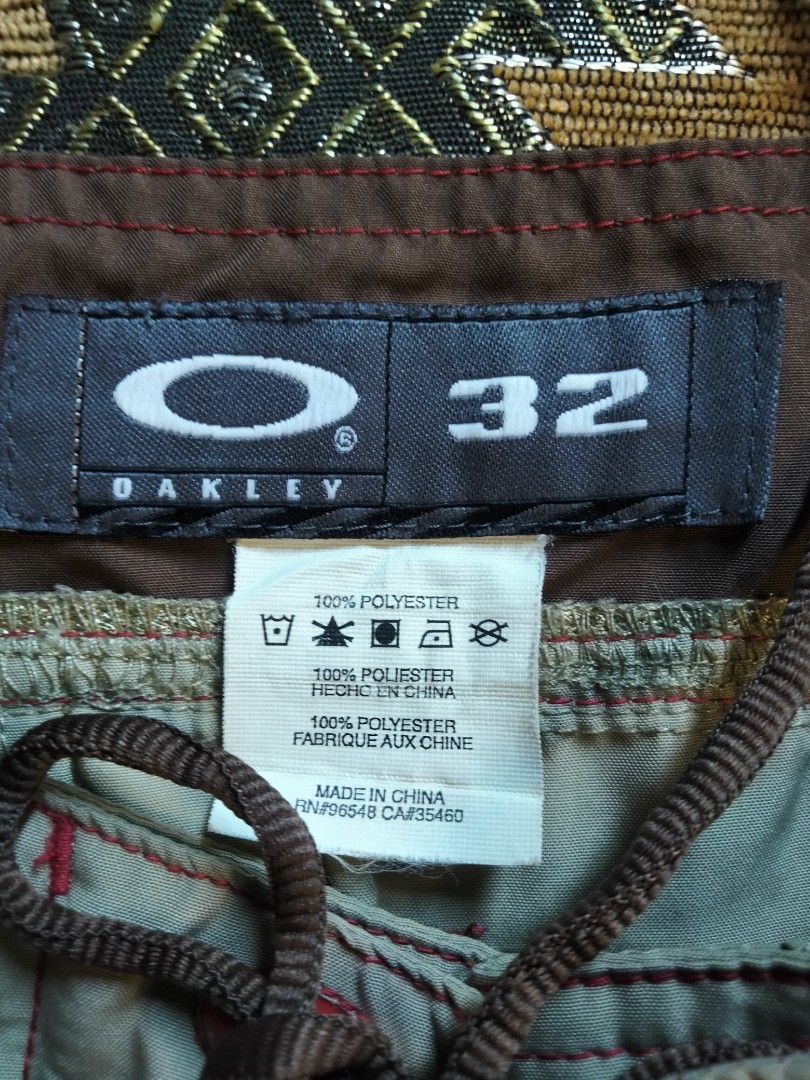 32
®
OAKLEY
100% POLYESTER
100% POLIESTER
HECHO EN CHINA
100% POLYESTER
FABRIQUE AUX CHINE
MADE IN CHINA
RN#96548 CA#35460